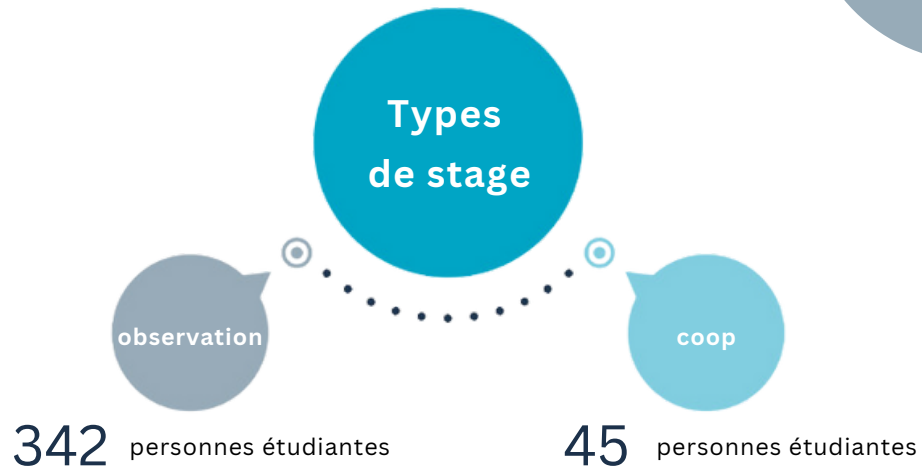 Types
de stage
observation
coop
342 personnes étudiantes
45 personnes étudiantes